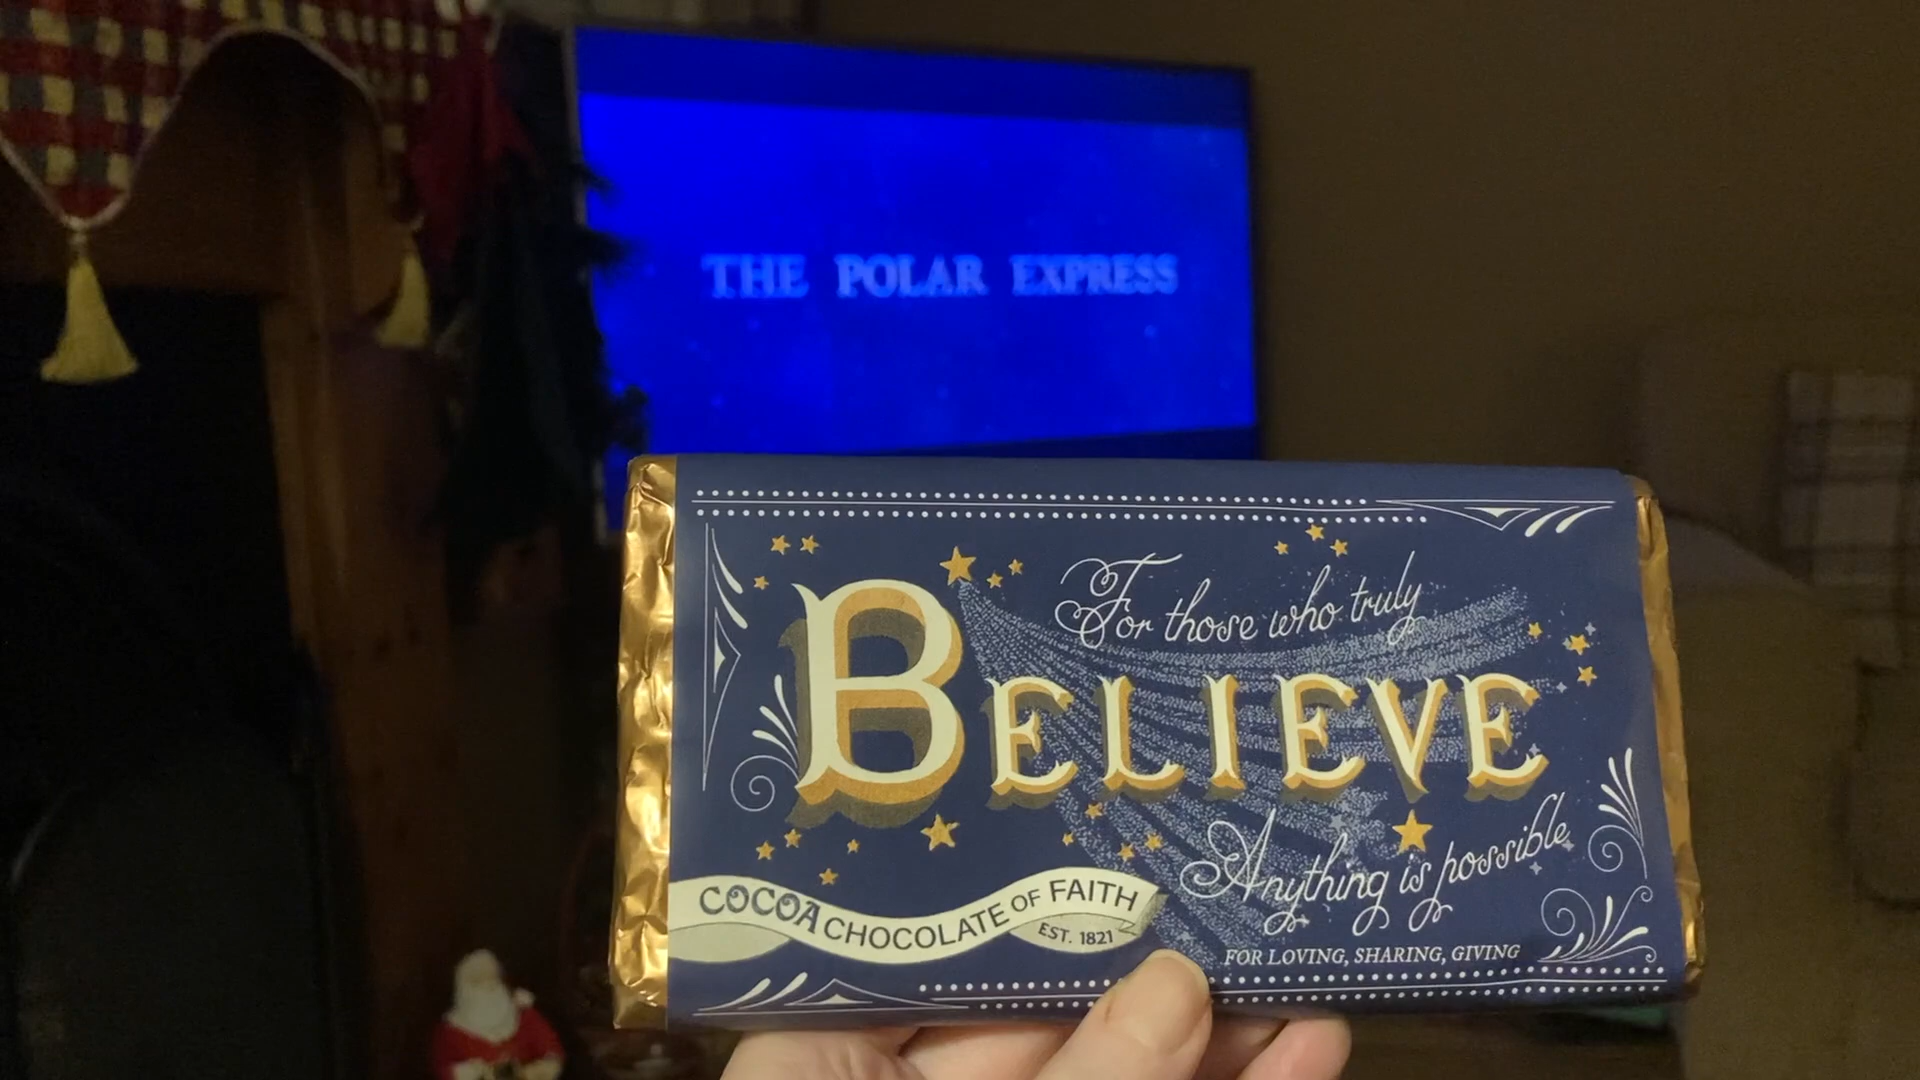 THE POLAR EXPRESS
For those who truly
BELIEVE
Anything is possible
COCOA CHOCOLATE OF FAITH
EST. 1821
FOR LOVING, SHARING, GIVING